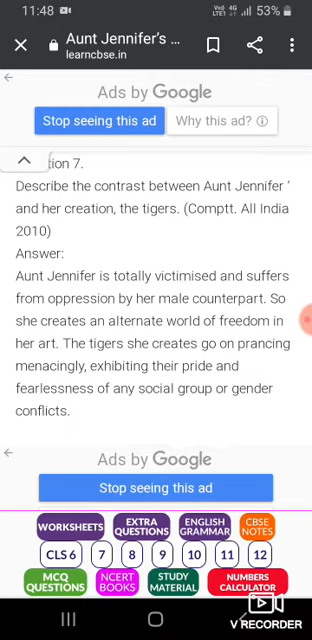 11:48
53%
Aunt Jennifer's ...
learncbse.in
Ads by Google
Stop seeing this ad
Why this ad?
tion 7.
Describe the contrast between Aunt Jennifer '
and her creation, the tigers. (Comptt. All India
2010)
Answer:
Aunt Jennifer is totally victimised and suffers
from oppression by her male counterpart. So
she creates an alternate world of freedom in
her art. The tigers she creates go on prancing
menacingly, exhibiting their pride and
fearlessness of any social group or gender
conflicts.
Ads by Google
Stop seeing this ad
WORKSHEETS EXTRA QUESTIONS ENGLISH GRAMMAR CBSE NOTES
CLS 6 7 8 9 10 11 12
MCQ QUESTIONS NCERT BOOKS STUDY MATERIAL NUMBERS CALCULATOR
V RECORDER